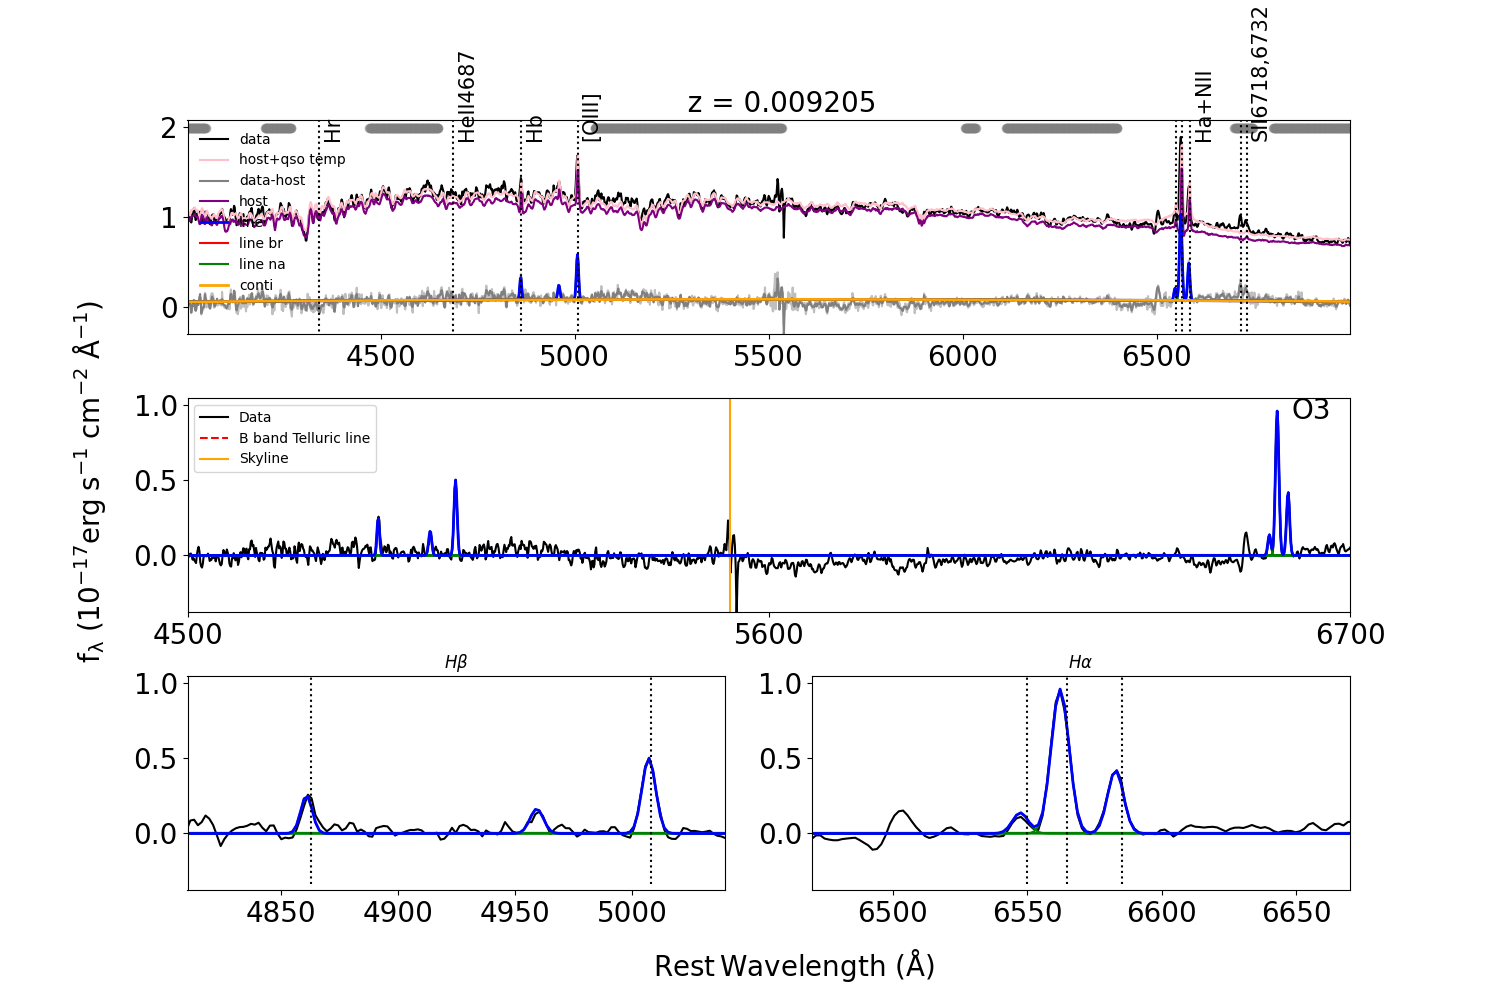 z = 0.009205
Hr
HeII4687
Hb
[OIII]
Ha+NII
SII6718,6732
data
host+qso temp
data-host
host
line
line br
line na
conti
2
1
0
4500 5000 5500 6000 6500
fλ (10−17erg s−1 cm−2 Å−1)
Data
B band Telluric line
Skyline
O3
1.0
0.5
0.0
4500 5600 6700
Hβ
1.0
0.5
0.0
4850 4900 4950 5000
Hα
1.0
0.5
0.0
6500 6550 6600 6650
Rest Wavelength (Å)